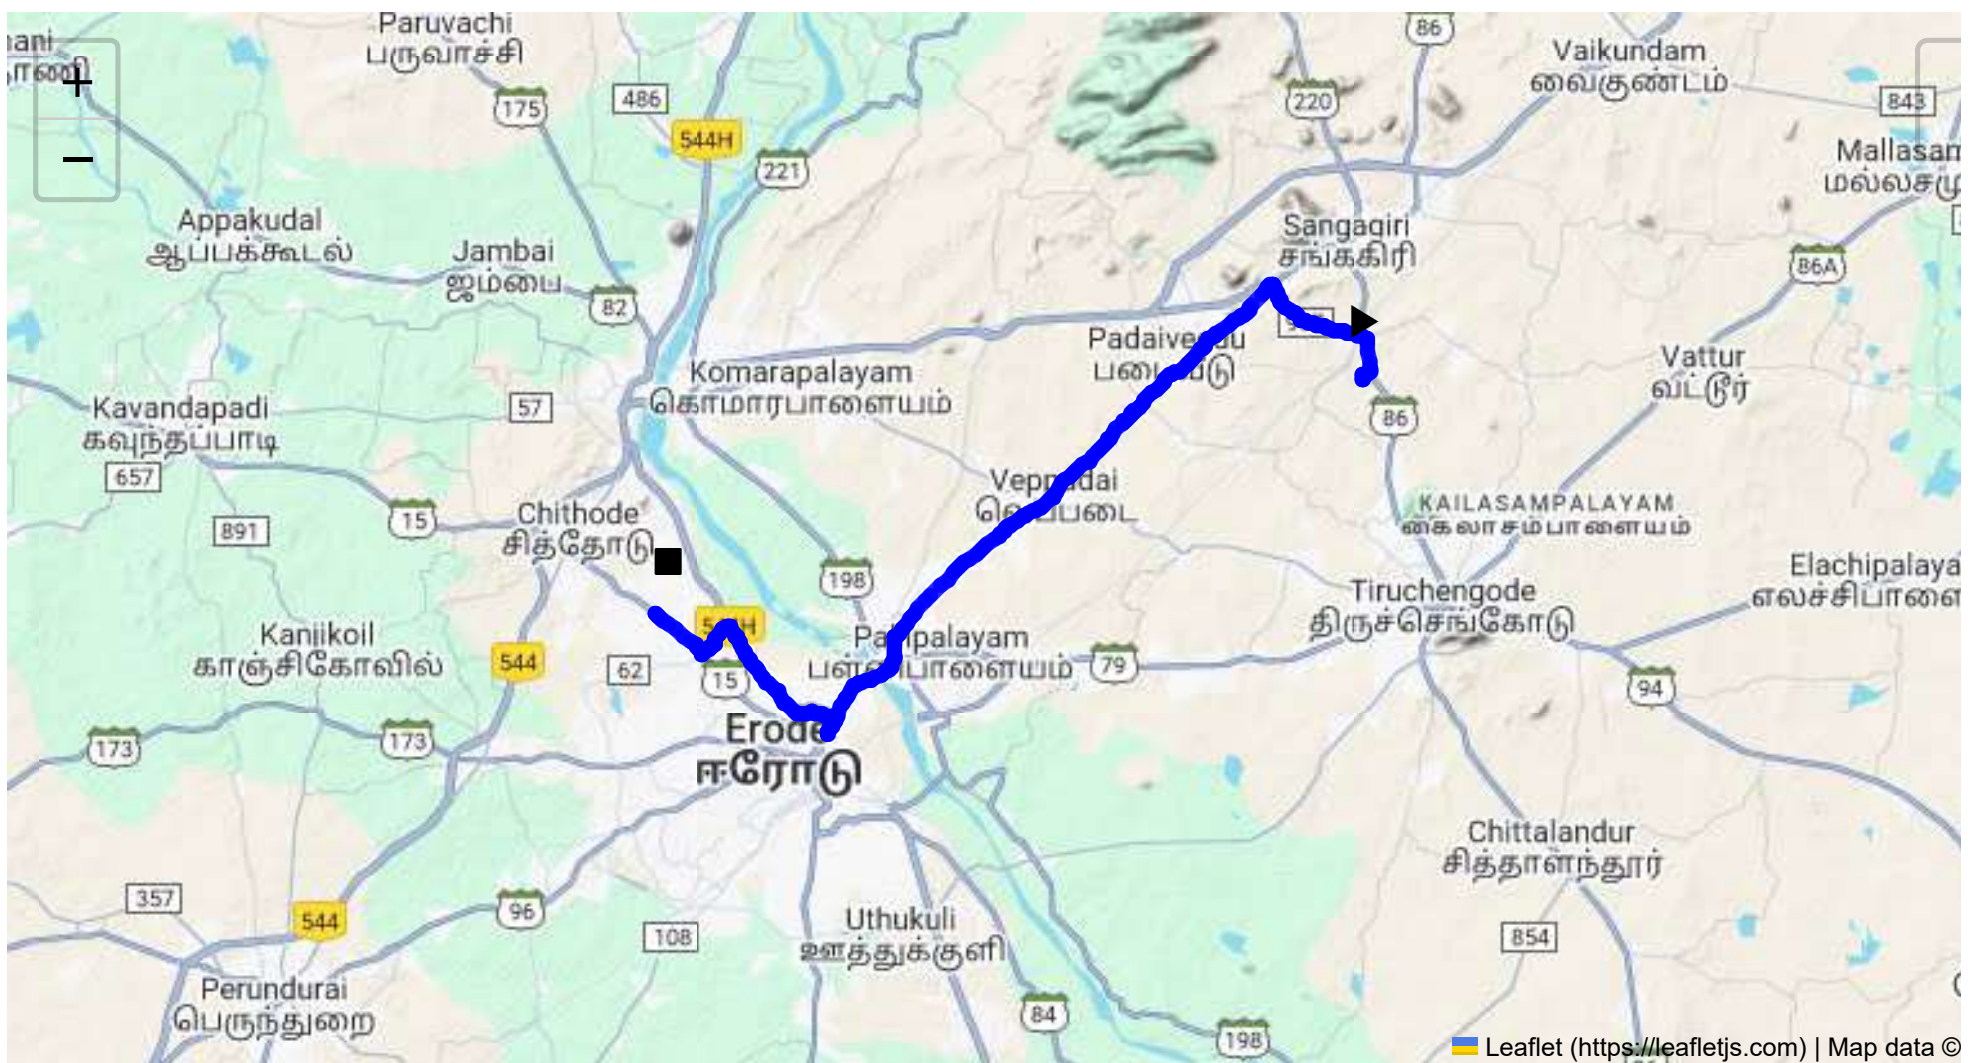 Paruvachi
பருவாச்சி
86
Vaikundam
வைகுண்டம்
+
486
175
220
843
544H
−
221
Mallasam
மல்லசமு
Appakudal
ஆப்பக்கூடல்
Jambai
ஜம்பை
Sangagiri
சங்ககிரி
86A
82
Padaiveedu
Komarapalayam
கொமாரபாளையம்
Vattur
வட்டூர்
Kavandapadi
கவுந்தப்பாடி
57
86
657
Veppadai
15
891
Chithode
சித்தோடு
KAILASAMPALAYAM
கைலாசம்பாளையம்
198
Elachipalaya
எலச்சிபாளை
Tiruchengode
திருச்செங்கோடு
Kanjikoil
காஞ்சிகோவில்
544
62
15
Pallipalayam
79
94
173
173
Erode
ஈரோடு
Chittalandur
சித்தாளந்தூர்
357
544
96
108
Uthukuli
ஊத்துக்குளி
854
Perundurai
பெருந்துறை
84
198
Leaflet (https://leafletjs.com) | Map data ©